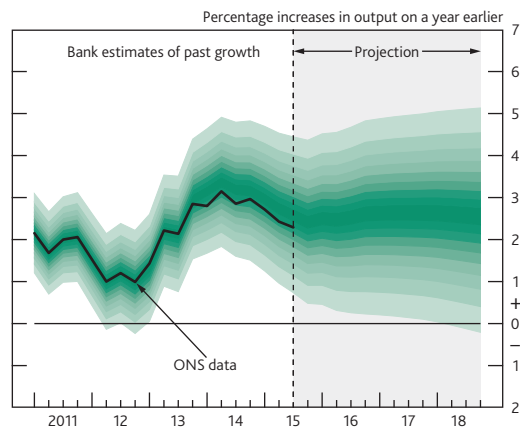 Percentage increases in output on a year earlier
Bank estimates of past growth
Projection
ONS data
7
6
5
4
3
2
1
+
0
–
1
2
2011 12 13 14 15 16 17 18